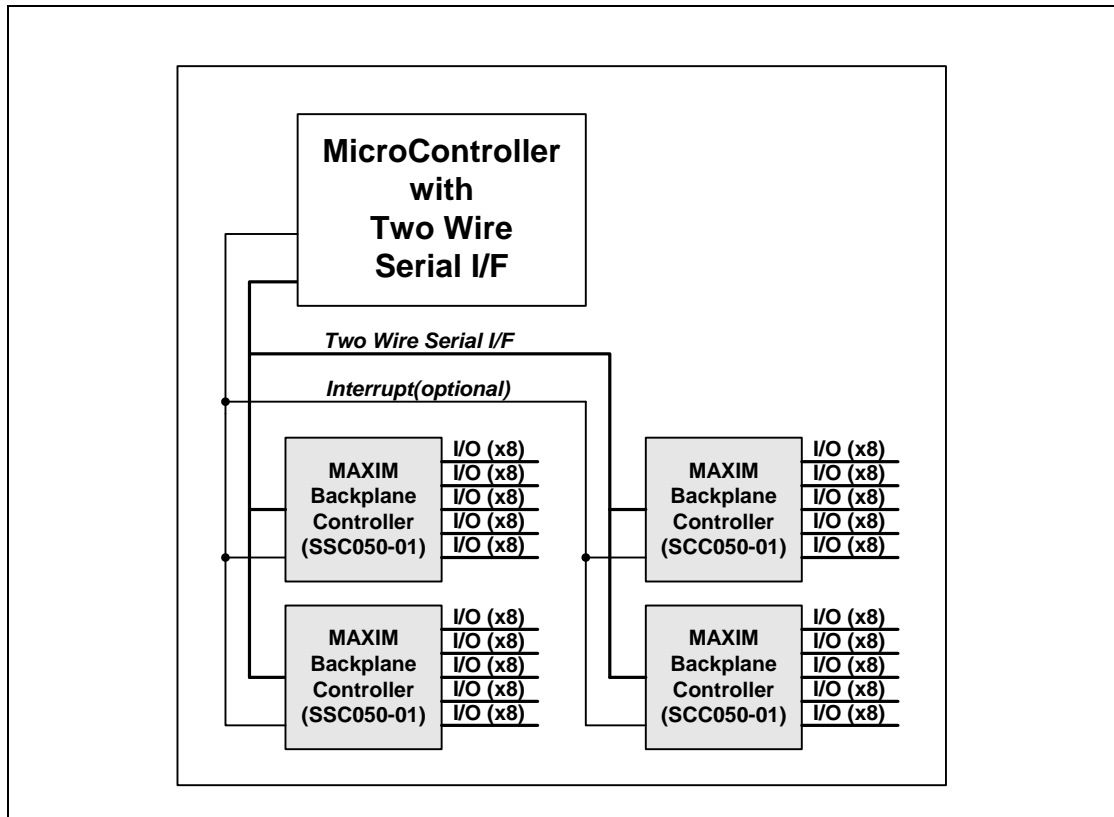 MicroController
with
Two Wire
Serial I/F
Two Wire Serial I/F
Interrupt(optional)
MAXIM
Backplane
Controller
(SSC050-01)
I/O (x8)
I/O (x8)
I/O (x8)
I/O (x8)
I/O (x8)
MAXIM
Backplane
Controller
(SCC050-01)
I/O (x8)
I/O (x8)
I/O (x8)
I/O (x8)
I/O (x8)
MAXIM
Backplane
Controller
(SSC050-01)
I/O (x8)
I/O (x8)
I/O (x8)
I/O (x8)
I/O (x8)
MAXIM
Backplane
Controller
(SCC050-01)
I/O (x8)
I/O (x8)
I/O (x8)
I/O (x8)
I/O (x8)